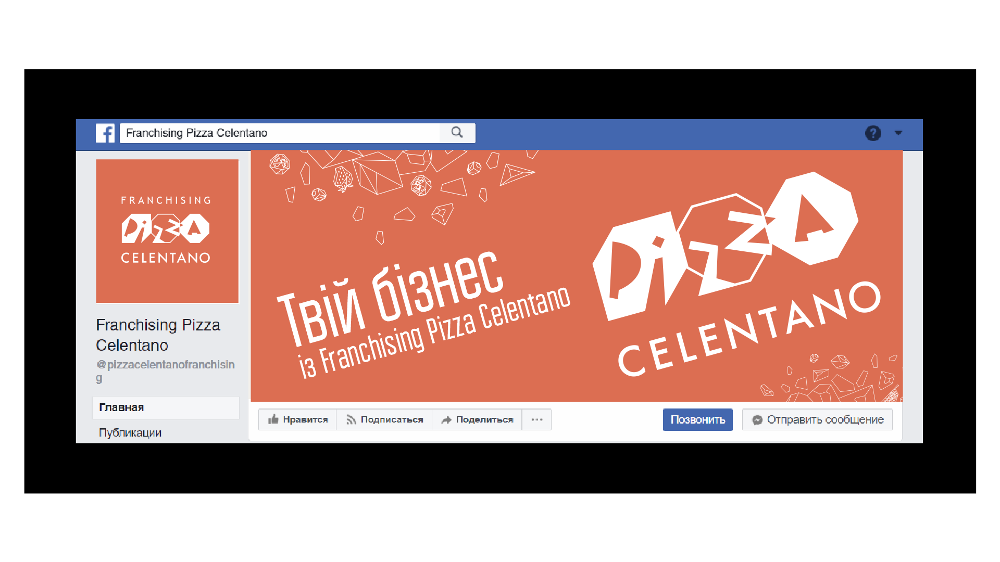 Franchising Pizza Celentano
?
FRANCHISING
PIZZA
CELENTANO
Franchising Pizza
Celentano
@pizzacelentanofranchisin
g
Главная
Публикации
Твій бізнес
із Franchising Pizza Celentano
PIZZA
CELENTANO
Нравится
Подписаться
Поделиться
...
Позвонить
Отправить сообщение